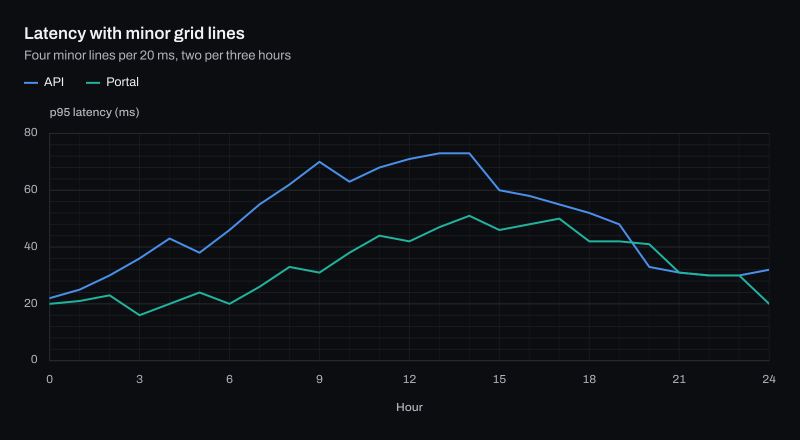 Latency with minor grid lines
Four minor lines per 20 ms, two per three hours
API Portal
p95 latency (ms)
80
60
40
20
0
0 3 6 9 12 15 18 21 24
Hour